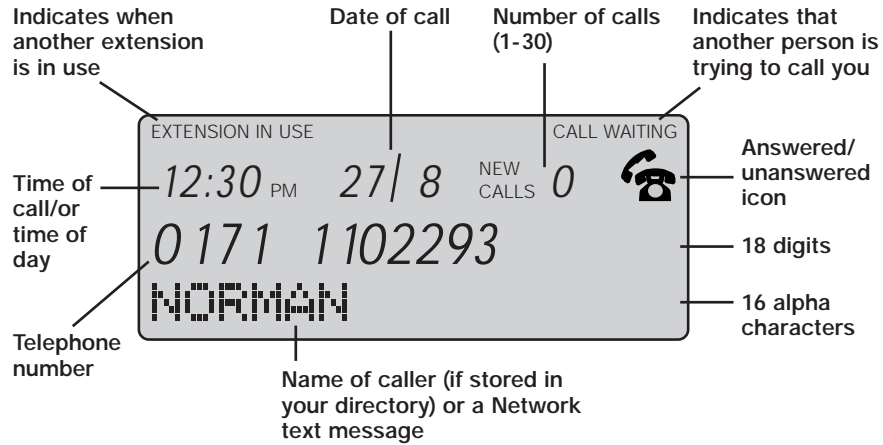 Indicates when
another extension
is in use
Date of call
Number of calls
(1-30)
Indicates that
another person is
trying to call you
EXTENSION IN USE
CALL WAITING
12:30 PM 27/ 8 NEW
CALLS 0
Time of
call/or
time of
day
Answered/
unanswered
icon
0171 1102293
18 digits
NORMAN
16 alpha
characters
Telephone
number
Name of caller (if stored in
your directory) or a Network
text message